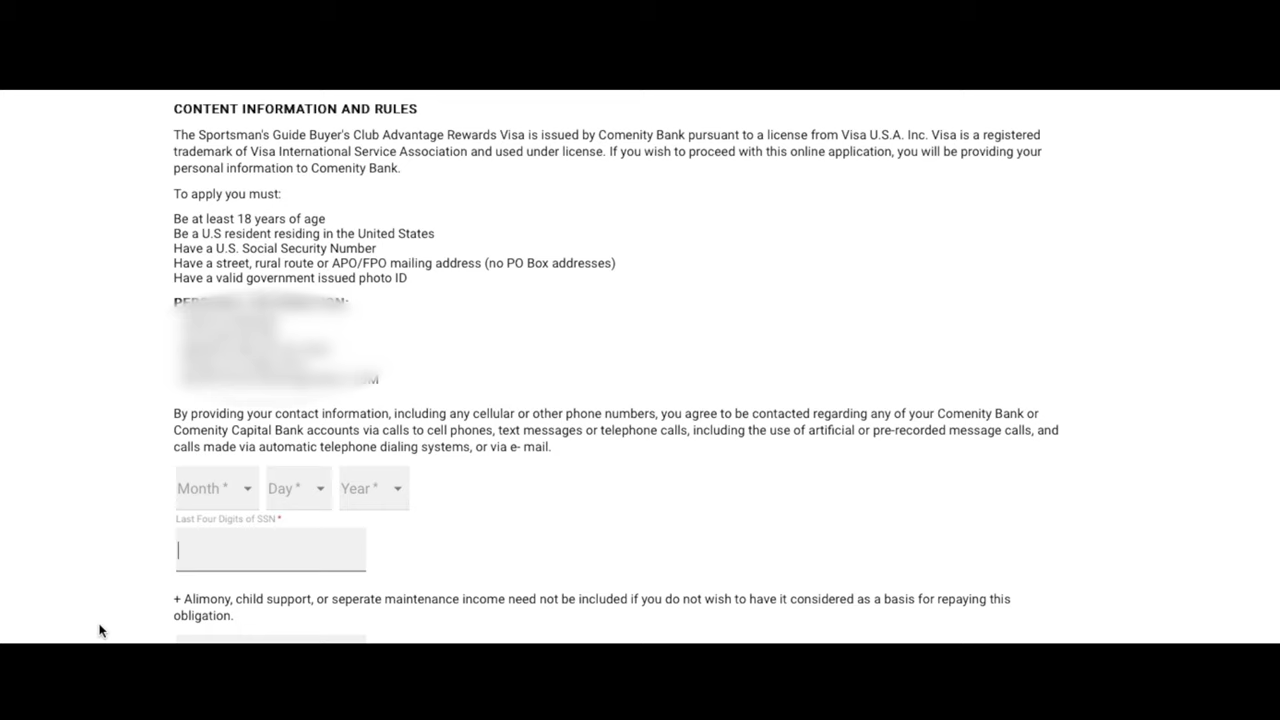 CONTENT INFORMATION AND RULES
The Sportsman's Guide Buyer's Club Advantage Rewards Visa is issued by Comenity Bank pursuant to a license from Visa U.S.A. Inc. Visa is a registered
trademark of Visa International Service Association and used under license. If you wish to proceed with this online application, you will be providing your
personal information to Comenity Bank.
To apply you must:
Be at least 18 years of age
Be a U.S resident residing in the United States
Have a U.S. Social Security Number
Have a street, rural route or APO/FPO mailing address (no PO Box addresses)
Have a valid government issued photo ID
By providing your contact information, including any cellular or other phone numbers, you agree to be contacted regarding any of your Comenity Bank or
Comenity Capital Bank accounts via calls to cell phones, text messages or telephone calls, including the use of artificial or pre-recorded message calls, and
calls made via automatic telephone dialing systems, or via e- mail.
Month * Day * Year *
Last Four Digits of SSN *
+ Alimony, child support, or seperate maintenance income need not be included if you do not wish to have it considered as a basis for repaying this
obligation.